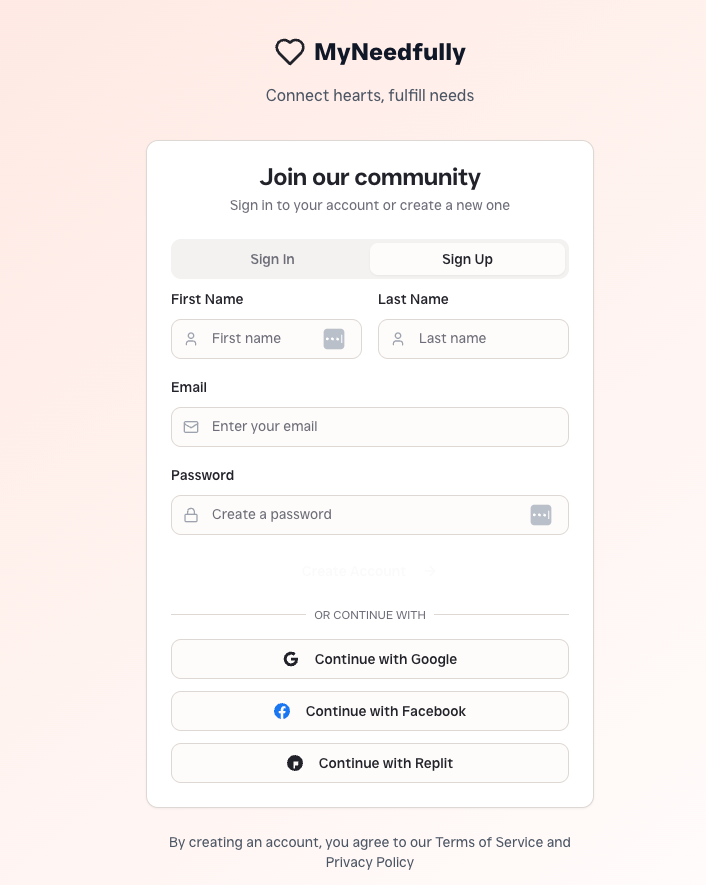 MyNeedfully
Connect hearts, fulfill needs
Join our community
Sign in to your account or create a new one
Sign In
Sign Up
First Name
Last Name
First name
Last name
Email
Enter your email
Password
Create a password
Create Account
OR CONTINUE WITH
Continue with Google
Continue with Facebook
Continue with Replit
By creating an account, you agree to our Terms of Service and
Privacy Policy